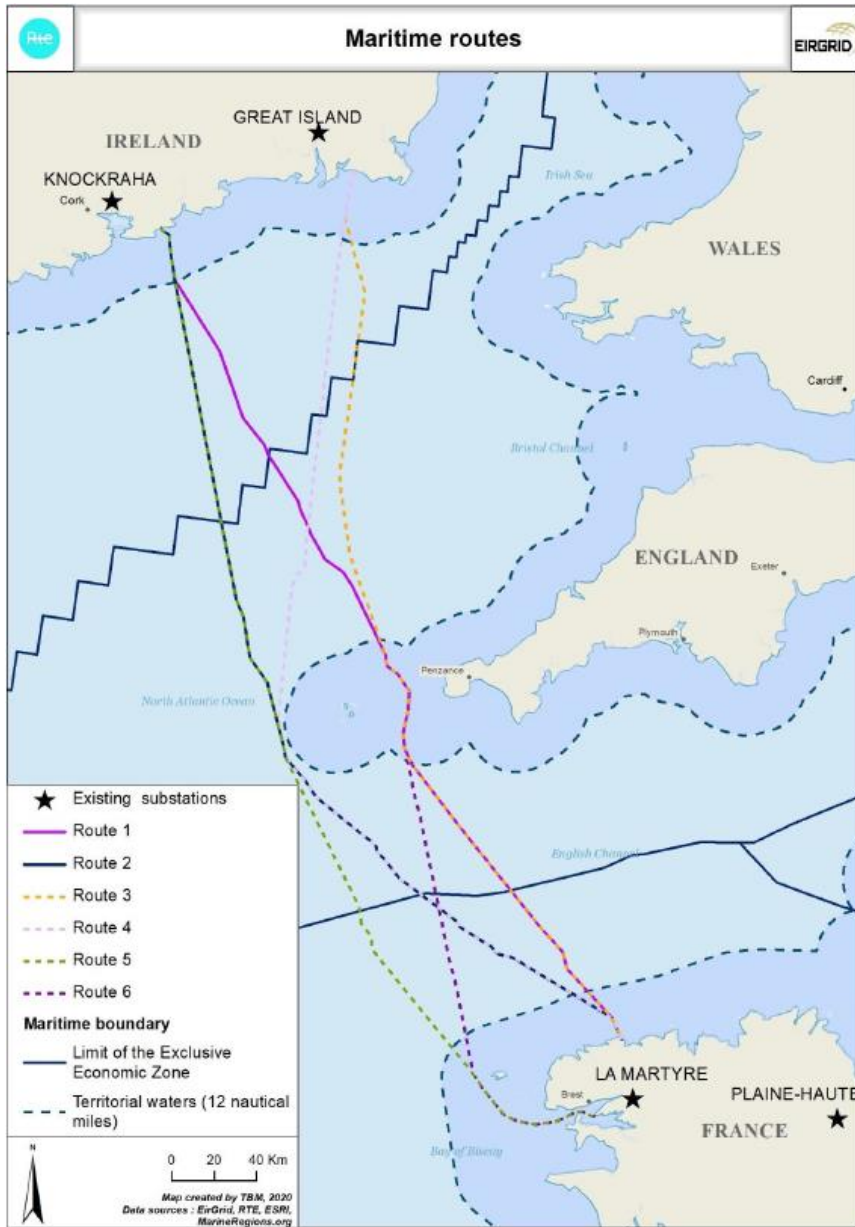 Rte
Maritime routes
EIRGRID
GREAT ISLAND
IRELAND
KNOCKRAHA
Cork
Irish Sea
WALES
Cardiff
Bristol Channel
ENGLAND
Exeter
Plymouth
Penzance
North Atlantic Ocean
English Channel
LA MARTYRE
PLAINE-HAUTE
Brest
FRANCE
Bay of Biscay
Existing substations
Route 1
Route 2
Route 3
Route 4
Route 5
Route 6
Maritime boundary
Limit of the Exclusive
Economic Zone
Territorial waters (12 nautical
miles)
N
0 20 40 Km
Map created by TBM, 2020
Data sources : EirGrid, RTE, ESRI,
MarineRegions.org